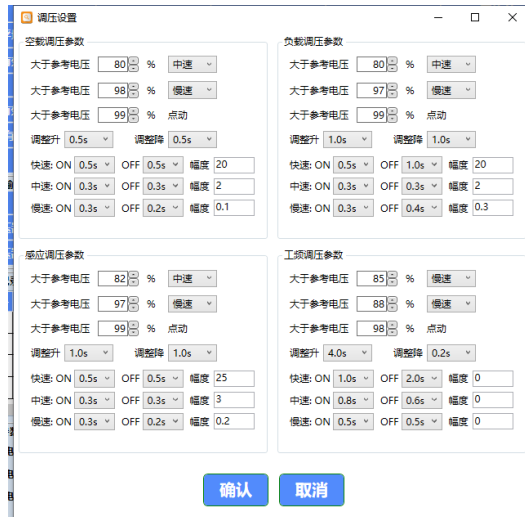 调压设置
空载调压参数
大于参考电压 80 % 中速
大于参考电压 98 % 慢速
大于参考电压 99 % 点动
调整升 0.5s 调整降 0.5s
快速: ON 0.5s OFF 0.5s 幅度 20
中速: ON 0.3s OFF 0.3s 幅度 2
慢速: ON 0.3s OFF 0.2s 幅度 0.1
负载调压参数
大于参考电压 80 % 中速
大于参考电压 97 % 慢速
大于参考电压 99 % 点动
调整升 1.0s 调整降 1.0s
快速: ON 0.5s OFF 1.0s 幅度 20
中速: ON 0.3s OFF 0.3s 幅度 2
慢速: ON 0.3s OFF 0.4s 幅度 0.3
感应调压参数
大于参考电压 82 % 中速
大于参考电压 97 % 慢速
大于参考电压 99 % 点动
调整升 1.0s 调整降 1.0s
快速: ON 0.5s OFF 0.5s 幅度 25
中速: ON 0.3s OFF 0.3s 幅度 3
慢速: ON 0.3s OFF 0.2s 幅度 0.2
工频调压参数
大于参考电压 85 % 慢速
大于参考电压 88 % 慢速
大于参考电压 98 % 点动
调整升 4.0s 调整降 0.2s
快速: ON 1.0s OFF 2.0s 幅度 0
中速: ON 0.8s OFF 0.6s 幅度 0
慢速: ON 0.5s OFF 0.5s 幅度 0
确认 取消